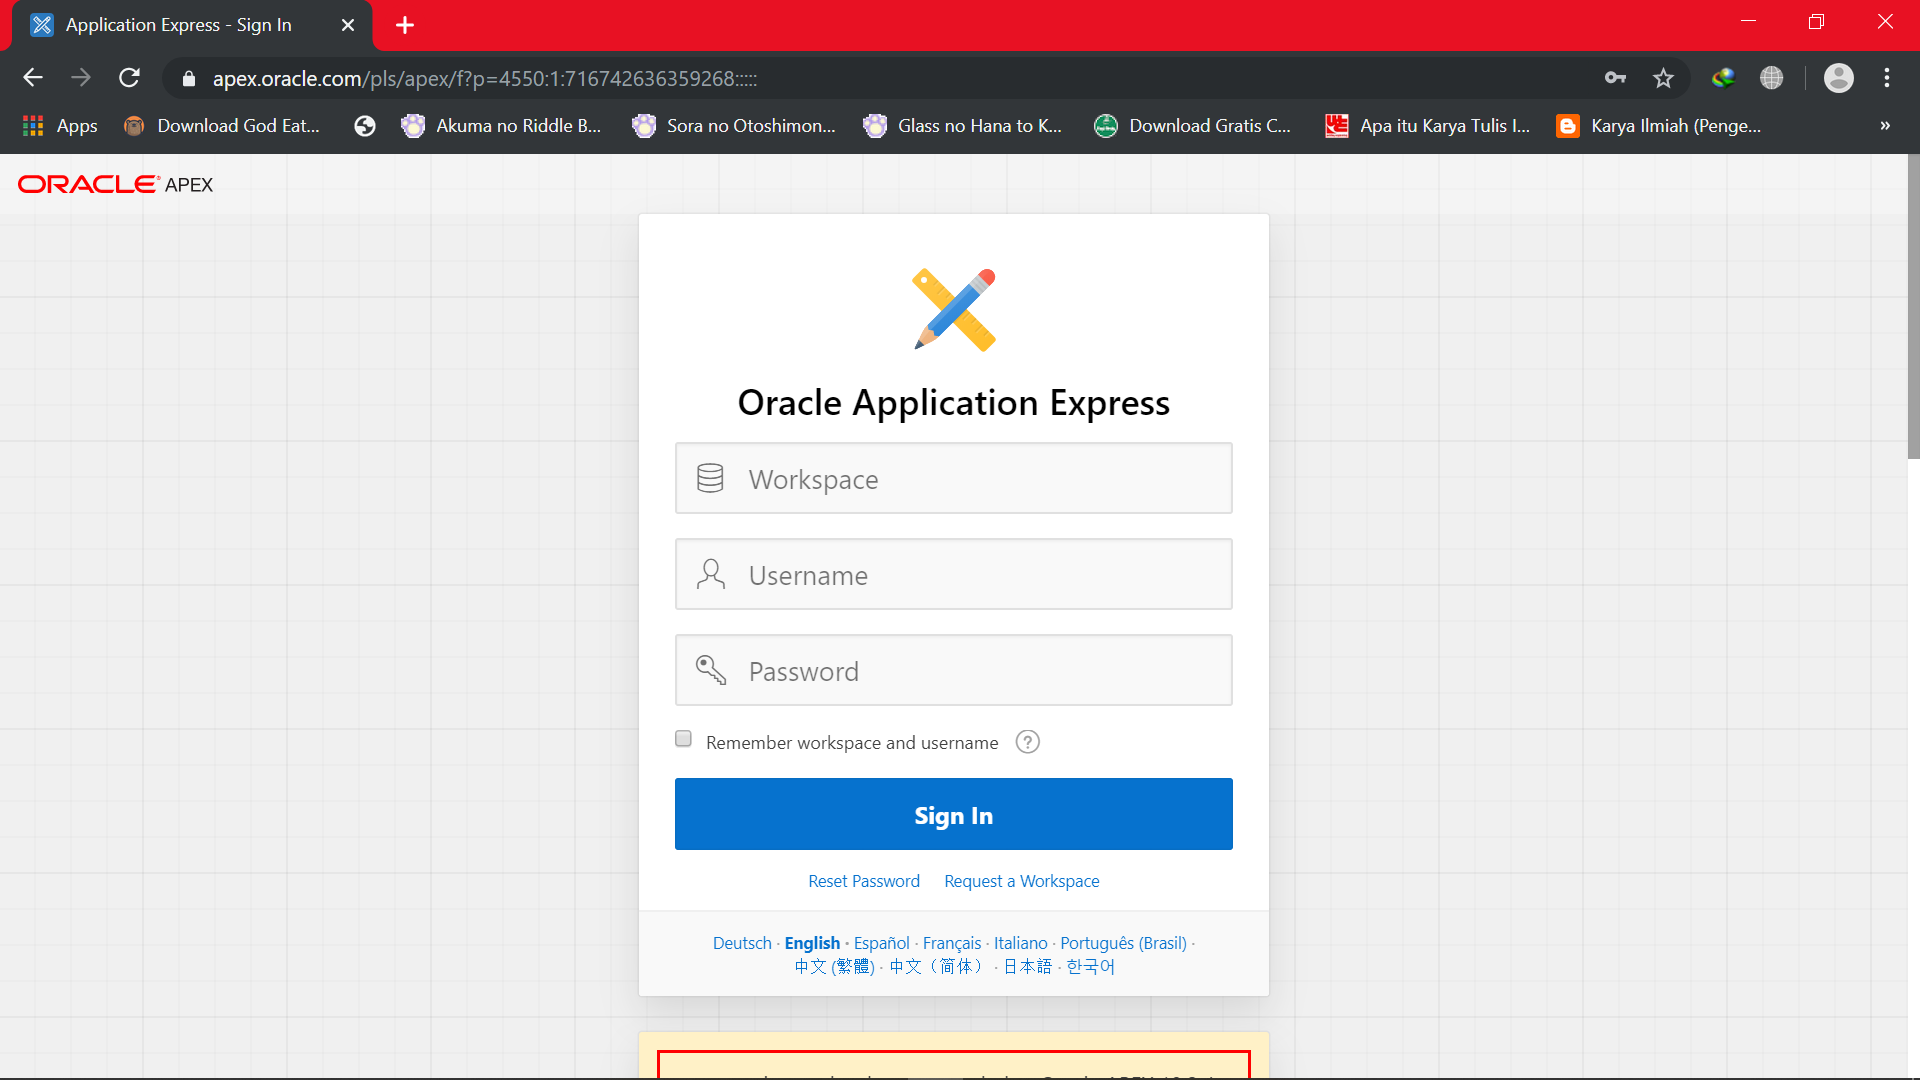 Application Express - Sign In
apex.oracle.com/pls/apex/f?p=4550:1:716742636359268:::::
Apps
Download God Eat...
Akuma no Riddle B...
Sora no Otoshimon...
Glass no Hana to K...
Download Gratis C...
Apa itu Karya Tulis I...
Karya Ilmiah (Penge...
»
ORACLE APEX
Oracle Application Express
Workspace
Username
Password
Remember workspace and username ?
Sign In
Reset Password Request a Workspace
Deutsch · English · Español · Français · Italiano · Português (Brasil) ·
中文 (繁體) · 中文（简体） · 日本語 · 한국어